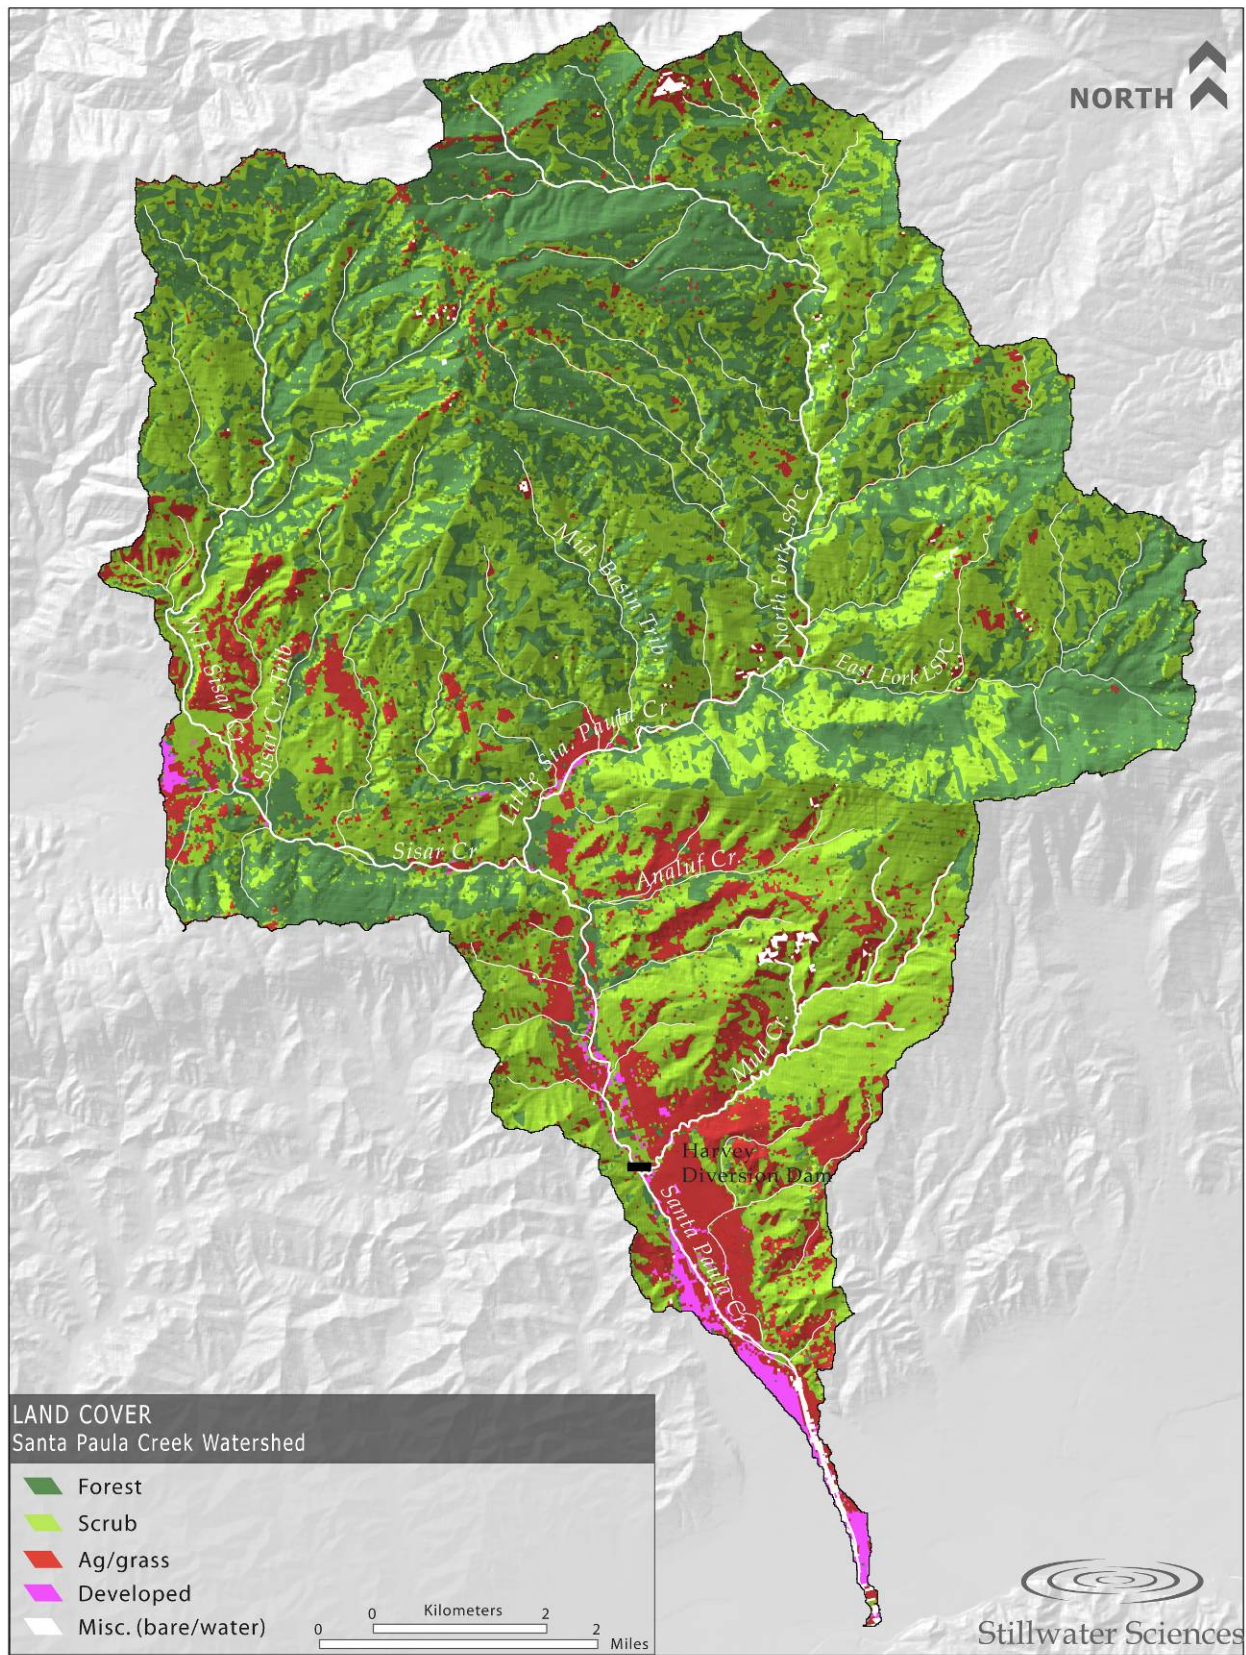 NORTH
Mid-Basin Trib.
North Fork LSPC
East Fork LSPC
W.F. Sisar Cr
Sisar Cr Trib
Little Sta. Paula Cr
Sisar Cr
Analuf Cr.
Mud Cr.
Harvey
Diversion Dam
Santa Paula Cr.
LAND COVER
Santa Paula Creek Watershed
Forest
Scrub
Ag/grass
Developed
Misc. (bare/water)
0 Kilometers 2
0 2 Miles
Stillwater Sciences